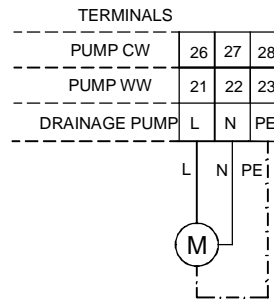 TERMINALS
PUMP CW 26 27 28
PUMP WW 21 22 23
DRAINAGE PUMP L N PE
L N PE
M